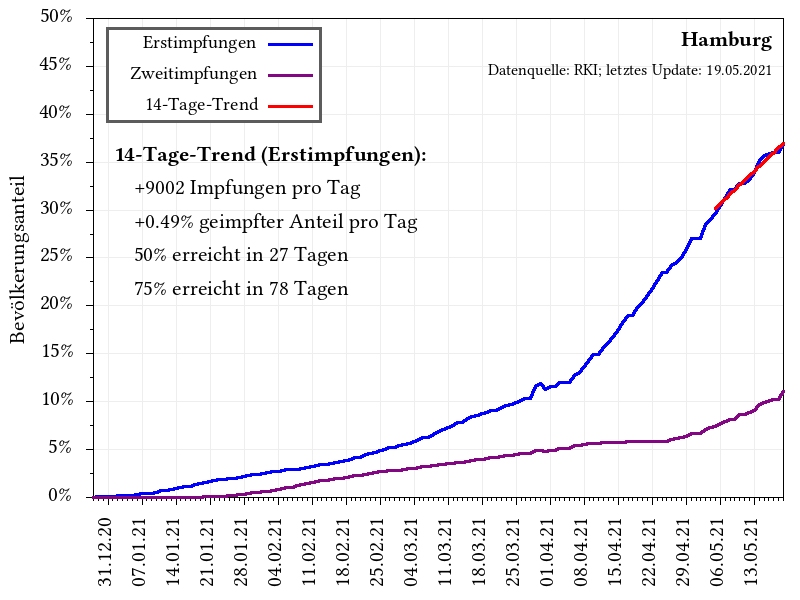 Hamburg
Datenquelle: RKI; letztes Update: 19.05.2021
Erstimpfungen
Zweitimpfungen
14-Tage-Trend
14-Tage-Trend (Erstimpfungen):
+9002 Impfungen pro Tag
+0.49% geimpfter Anteil pro Tag
50% erreicht in 27 Tagen
75% erreicht in 78 Tagen
Bevölkerungsanteil
50%
45%
40%
35%
30%
25%
20%
15%
10%
5%
0%
31.12.20
07.01.21
14.01.21
21.01.21
28.01.21
04.02.21
11.02.21
18.02.21
25.02.21
04.03.21
11.03.21
18.03.21
25.03.21
01.04.21
08.04.21
15.04.21
22.04.21
29.04.21
06.05.21
13.05.21